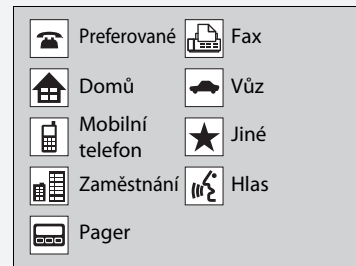 Preferované
Fax
Domů
Vůz
Mobilní
telefon
Jiné
Zaměstnání
Hlas
Pager